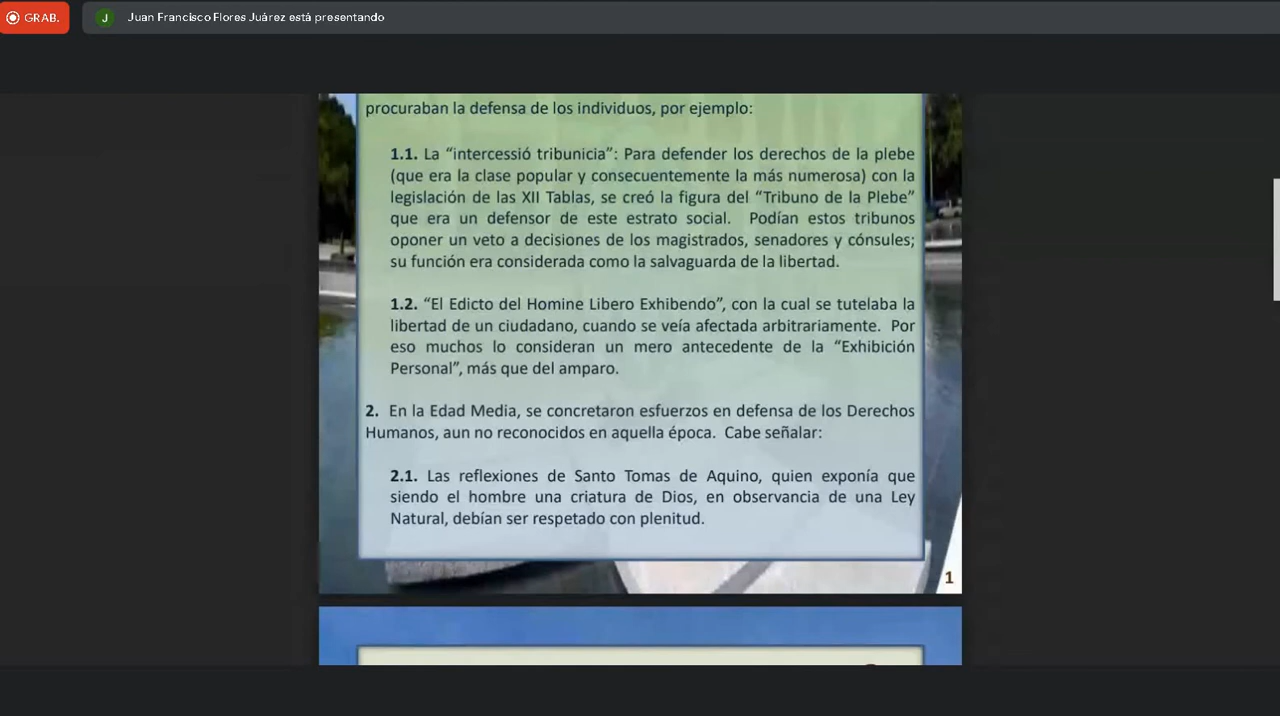 GRAB.
J
Juan Francisco Flores Juárez está presentando
procuraban la defensa de los individuos, por ejemplo:
1.1. La “intercessió tribunicia”: Para defender los derechos de la plebe
(que era la clase popular y consecuentemente la más numerosa) con la
legislación de las XII Tablas, se creó la figura del “Tribuno de la Plebe”
que era un defensor de este estrato social. Podían estos tribunos
oponer un veto a decisiones de los magistrados, senadores y cónsules;
su función era considerada como la salvaguarda de la libertad.
1.2. “El Edicto del Homine Libero Exhibendo”, con la cual se tutelaba la
libertad de un ciudadano, cuando se veía afectada arbitrariamente. Por
eso muchos lo consideran un mero antecedente de la “Exhibición
Personal”, más que del amparo.
2. En la Edad Media, se concretaron esfuerzos en defensa de los Derechos
Humanos, aun no reconocidos en aquella época. Cabe señalar:
2.1. Las reflexiones de Santo Tomas de Aquino, quien exponía que
siendo el hombre una criatura de Dios, en observancia de una Ley
Natural, debían ser respetado con plenitud.
1